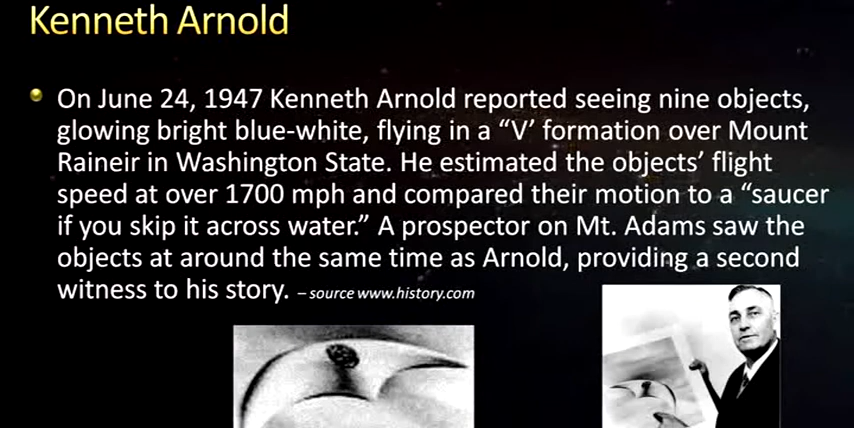 Kenneth Arnold
On June 24, 1947 Kenneth Arnold reported seeing nine objects,
glowing bright blue-white, flying in a “V’ formation over Mount
Raineir in Washington State. He estimated the objects’ flight
speed at over 1700 mph and compared their motion to a “saucer
if you skip it across water.” A prospector on Mt. Adams saw the
objects at around the same time as Arnold, providing a second
witness to his story. – source www.history.com